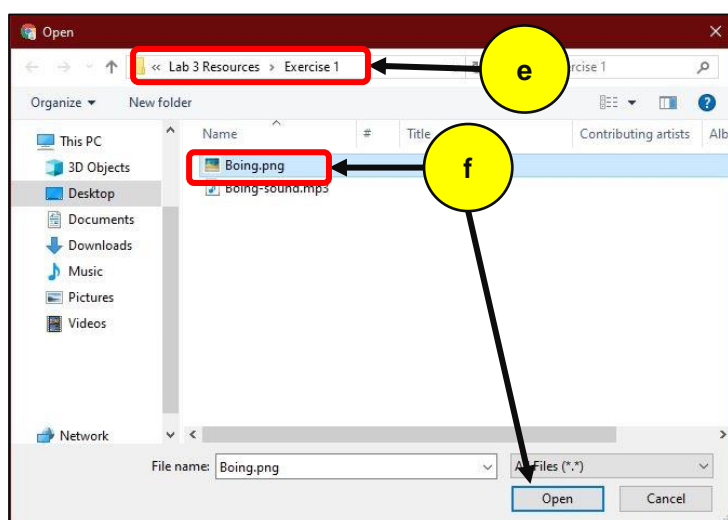 Open
« Lab 3 Resources > Exercise 1
e
rcise 1
Organize New folder
?
This PC
3D Objects
Desktop
Documents
Downloads
Music
Pictures
Videos
Network
Name # Title Contributing artists Alb
Boing.png
Boing-sound.mp3
f
File name: Boing.png
Files (*.*)
Open Cancel